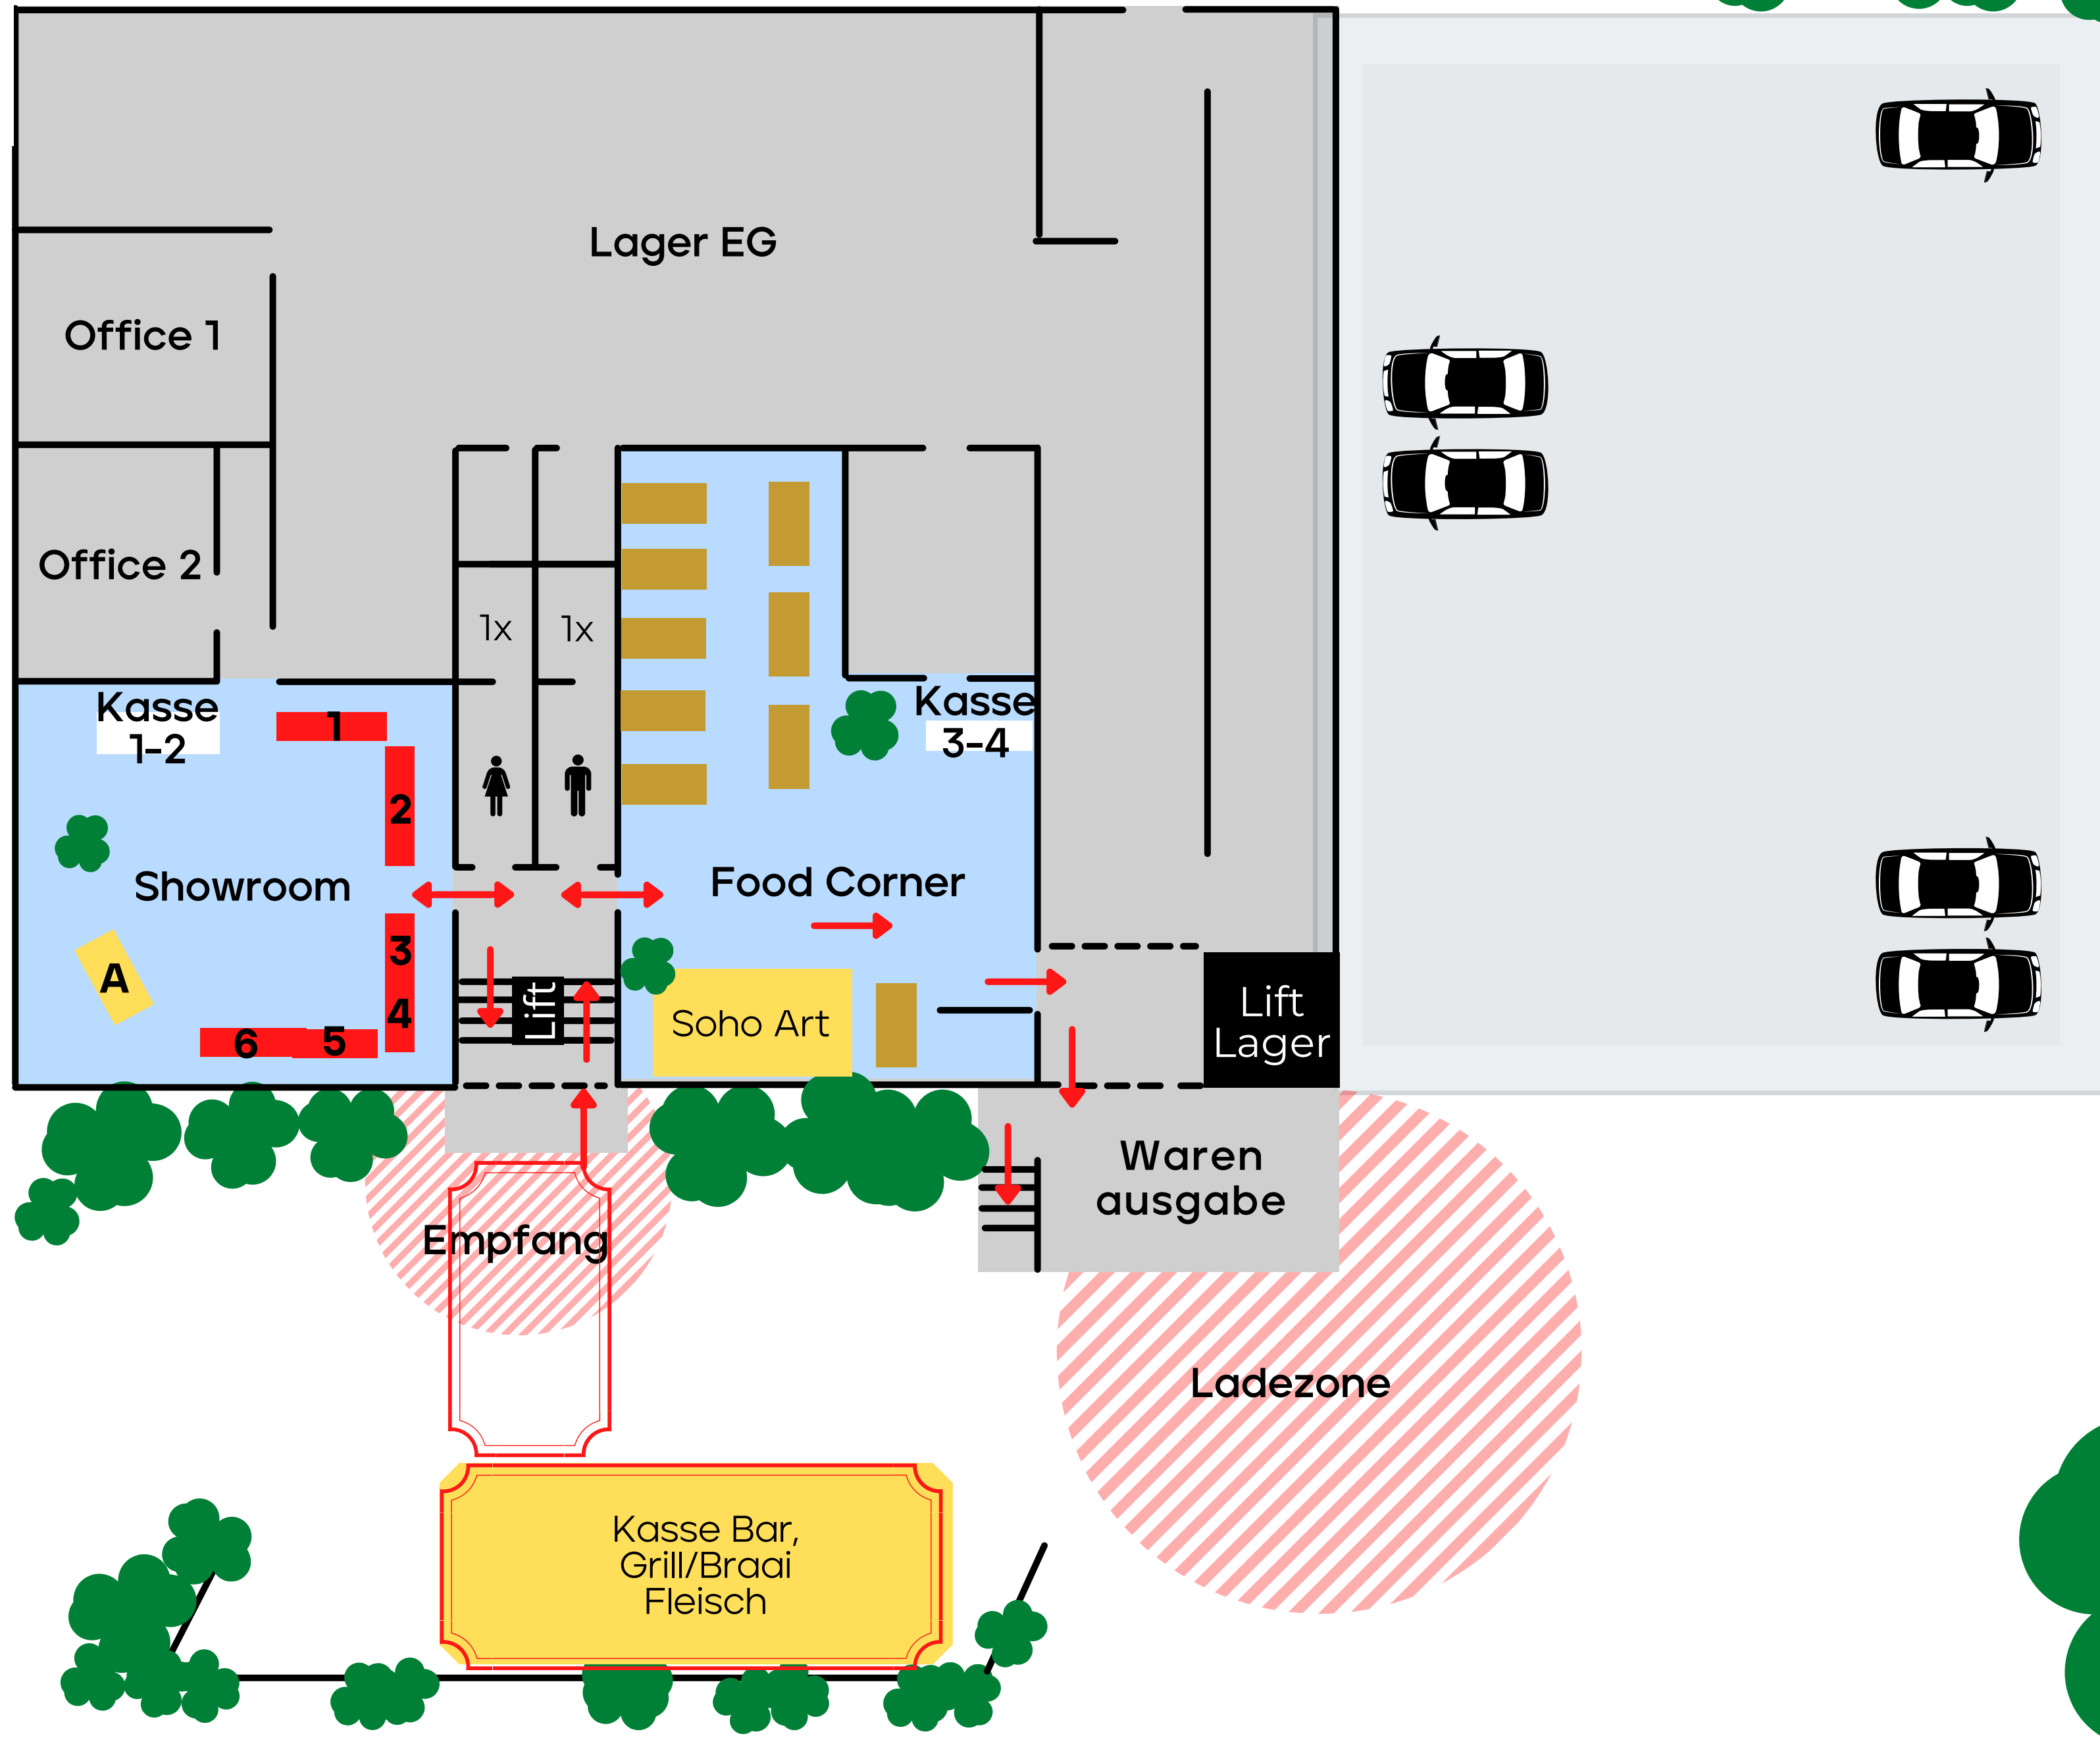 Lager EG
Office 1
Office 2
1x
1x
Kasse
1-2
1
2
Kasse
3-4
Showroom
Food Corner
A
3
4
6
5
Lift
Soho Art
Lift
Lager
Waren
ausgabe
Empfang
Ladezone
Kasse Bar,
Grill/Braai
Fleisch